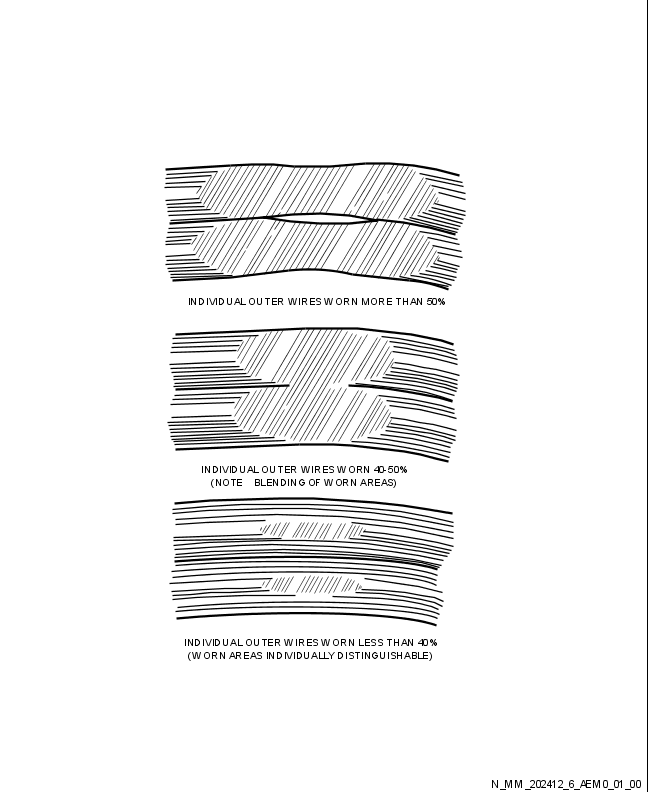 INDIVIDUAL OUTER WIRES WORN MORE THAN 50%
INDIVIDUAL OUTER WIRES WORN 40-50%
(NOTE BLENDING OF WORN AREAS)
INDIVIDUAL OUTER WIRES WORN LESS THAN 40%
(WORN AREAS INDIVIDUALLY DISTINGUISHABLE)
N_MM_202412_6_AEM0_01_00